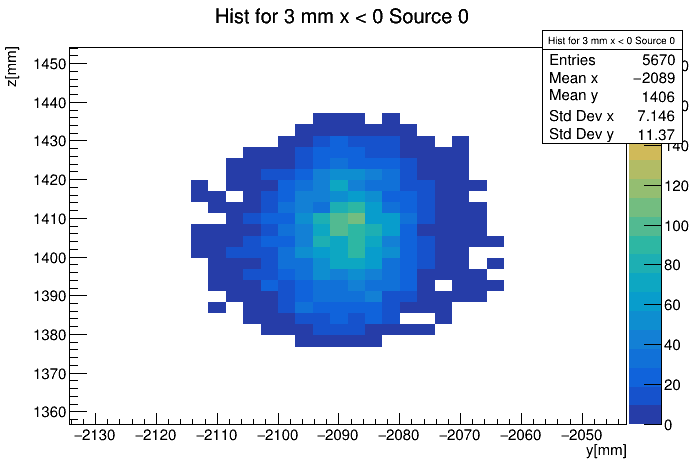 Hist for 3 mm x < 0 Source 0
Hist for 3 mm x < 0 Source 0
Entries 5670
Mean x −2089
Mean y 1406
Std Dev x 7.146
Std Dev y 11.37
z[mm]
1450
1440
1430
1420
1410
1400
1390
1380
1370
1360
−2130 −2120 −2110 −2100 −2090 −2080 −2070 −2060 −2050
y[mm]
140
120
100
80
60
40
20
0